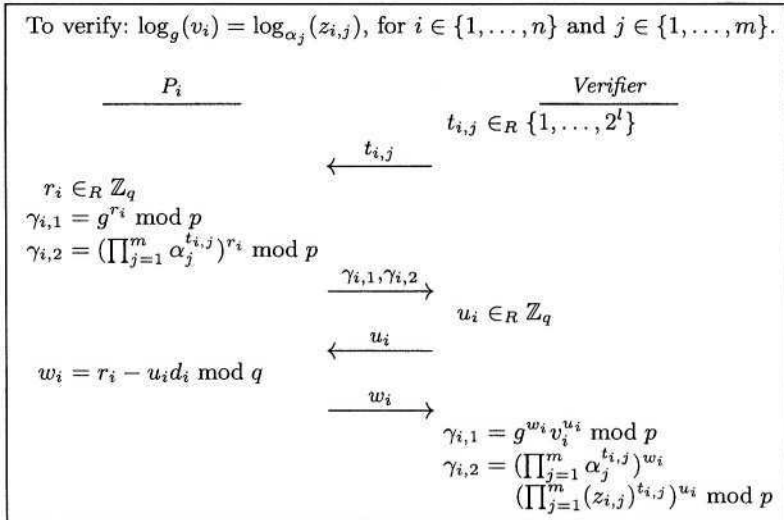 To verify: log_g(v_i) = log_{α_j}(z_{i,j}), for i ∈ {1, …, n} and j ∈ {1, …, m}.
P_i
Verifier
t_{i,j} ∈_R {1, …, 2^l}
t_{i,j}
r_i ∈_R ℤ_q
γ_{i,1} = g^{r_i} mod p
γ_{i,2} = (∏_{j=1}^m α_j^{t_{i,j}})^{r_i} mod p
γ_{i,1},γ_{i,2}
u_i ∈_R ℤ_q
u_i
w_i = r_i − u_i d_i mod q
w_i
γ_{i,1} = g^{w_i} v_i^{u_i} mod p
γ_{i,2} = (∏_{j=1}^m α_j^{t_{i,j}})^{w_i}
(∏_{j=1}^m (z_{i,j})^{t_{i,j}})^{u_i} mod p